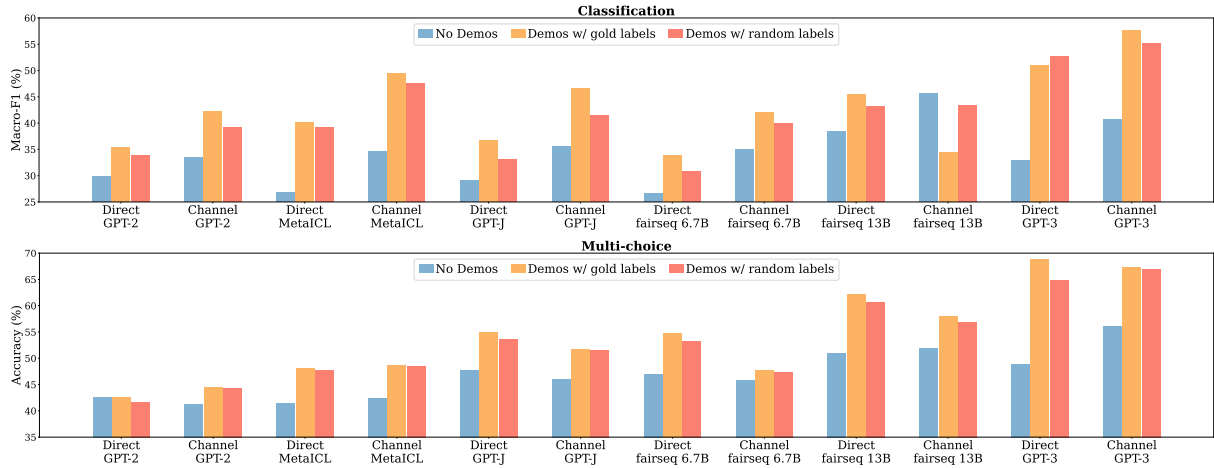 Classification
60
55
50
45
40
35
30
25
Macro-F1 (%)
No Demos Demos w/ gold labels Demos w/ random labels
Direct GPT-2
Channel GPT-2
Direct MetaICL
Channel MetaICL
Direct GPT-J
Channel GPT-J
Direct fairseq 6.7B
Channel fairseq 6.7B
Direct fairseq 13B
Channel fairseq 13B
Direct GPT-3
Channel GPT-3
Multi-choice
70
65
60
55
50
45
40
35
Accuracy (%)
No Demos Demos w/ gold labels Demos w/ random labels
Direct GPT-2
Channel GPT-2
Direct MetaICL
Channel MetaICL
Direct GPT-J
Channel GPT-J
Direct fairseq 6.7B
Channel fairseq 6.7B
Direct fairseq 13B
Channel fairseq 13B
Direct GPT-3
Channel GPT-3